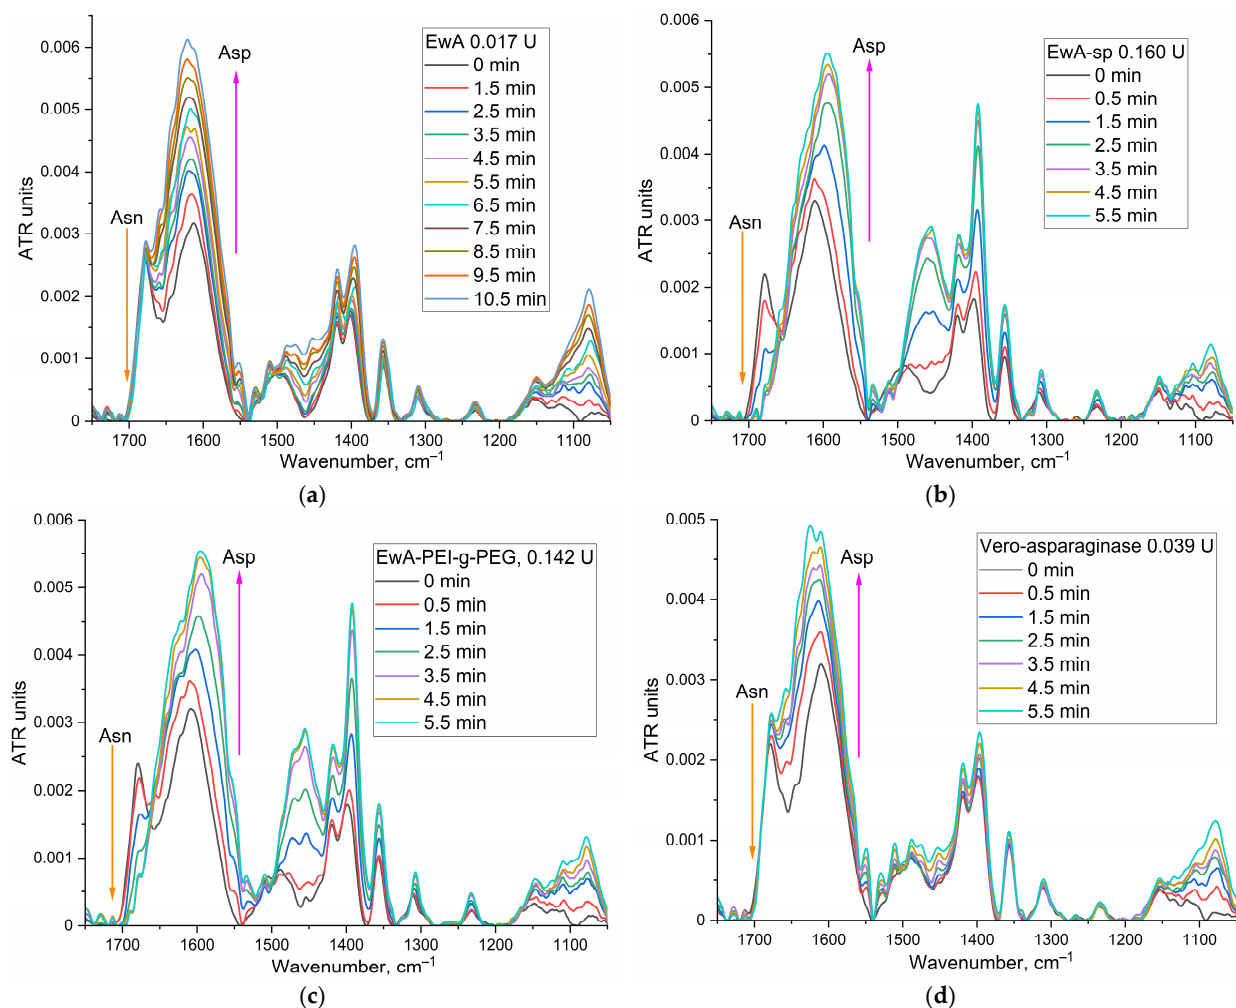 0.006
0.005
0.004
0.003
0.002
0.001
0
ATR units
Asn
Asp
EwA 0.017 U
0 min
1.5 min
2.5 min
3.5 min
4.5 min
5.5 min
6.5 min
7.5 min
8.5 min
9.5 min
10.5 min
1700 1600 1500 1400 1300 1200 1100
Wavenumber, cm⁻¹
(a)
0.006
0.005
0.004
0.003
0.002
0.001
0.000
ATR units
Asn
Asp
EwA-sp 0.160 U
0 min
0.5 min
1.5 min
2.5 min
3.5 min
4.5 min
5.5 min
1700 1600 1500 1400 1300 1200 1100
Wavenumber, cm⁻¹
(b)
0.006
0.005
0.004
0.003
0.002
0.001
0
ATR units
Asn
Asp
EwA-PEI-g-PEG, 0.142 U
0 min
0.5 min
1.5 min
2.5 min
3.5 min
4.5 min
5.5 min
1700 1600 1500 1400 1300 1200 1100
Wavenumber, cm⁻¹
(c)
0.005
0.004
0.003
0.002
0.001
0
ATR units
Asn
Asp
Vero-asparaginase 0.039 U
0 min
0.5 min
1.5 min
2.5 min
3.5 min
4.5 min
5.5 min
1700 1600 1500 1400 1300 1200 1100
Wavenumber, cm⁻¹
(d)